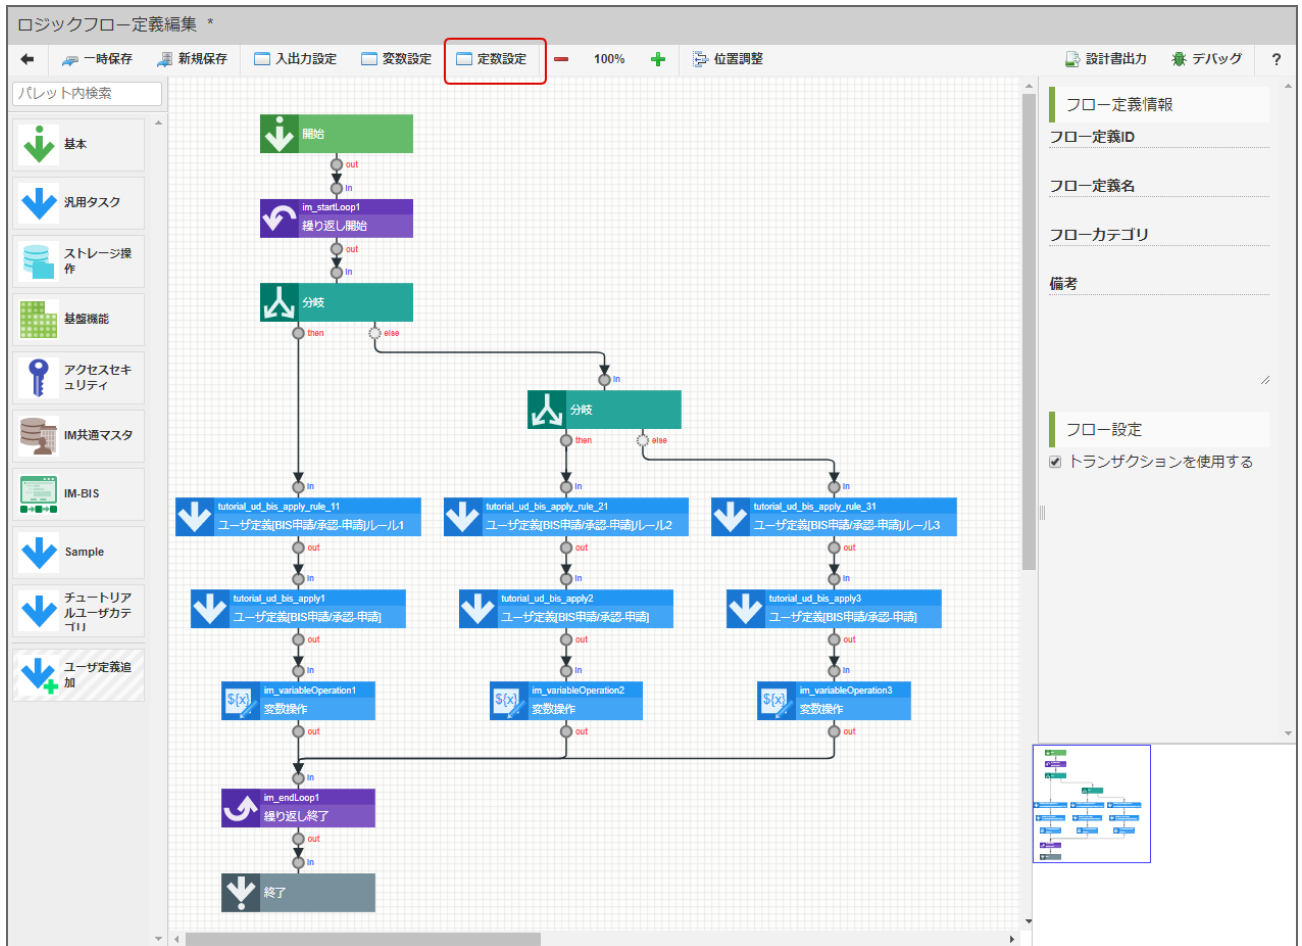 ロジックフロー定義編集 *
一時保存
新規保存
入出力設定
変数設定
定数設定
100%
位置調整
設計書出力
デバッグ
?
パレット内検索
基本
汎用タスク
ストレージ操
作
基盤機能
アクセスセキ
ュリティ
IM共通マスタ
IM-BIS
Sample
チュートリア
ルユーザカテ
ゴリ
ユーザ定義追
加
開始
out
in
im_startLoop1
繰り返し開始
out
in
分岐
then
else
in
分岐
then
else
in
in
in
tutorial_ud_bis_apply_rule_11
ユーザ定義[BIS申請/承認-申請]ルール1
tutorial_ud_bis_apply_rule_21
ユーザ定義[BIS申請/承認-申請]ルール2
tutorial_ud_bis_apply_rule_31
ユーザ定義[BIS申請/承認-申請]ルール3
out
out
out
in
in
in
tutorial_ud_bis_apply1
ユーザ定義[BIS申請/承認-申請]
tutorial_ud_bis_apply2
ユーザ定義[BIS申請/承認-申請]
tutorial_ud_bis_apply3
ユーザ定義[BIS申請/承認-申請]
out
out
out
in
in
in
${x}
im_variableOperation1
変数操作
${x}
im_variableOperation2
変数操作
${x}
im_variableOperation3
変数操作
out
out
out
in
im_endLoop1
繰り返し終了
out
in
終了
フロー定義情報
フロー定義ID
フロー定義名
フローカテゴリ
備考
フロー設定
トランザクションを使用する